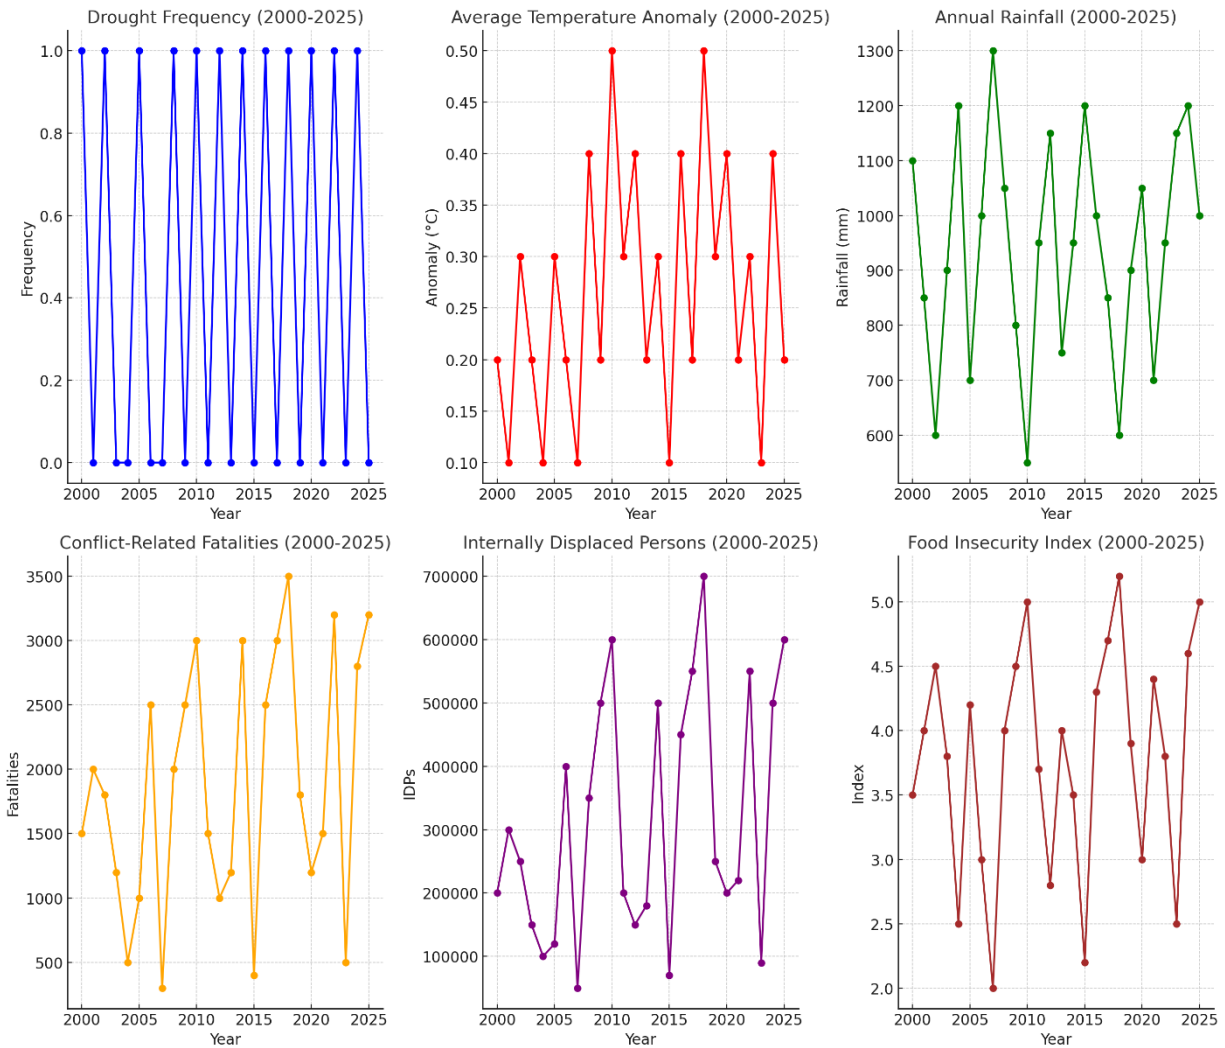 Drought Frequency (2000-2025)
1.0
0.8
0.6
0.4
0.2
0.0
Frequency
2000 2005 2010 2015 2020 2025
Year
Average Temperature Anomaly (2000-2025)
0.50
0.45
0.40
0.35
0.30
0.25
0.20
0.15
0.10
Anomaly (°C)
2000 2005 2010 2015 2020 2025
Year
Annual Rainfall (2000-2025)
1300
1200
1100
1000
900
800
700
600
Rainfall (mm)
2000 2005 2010 2015 2020 2025
Year
Conflict-Related Fatalities (2000-2025)
3500
3000
2500
2000
1500
1000
500
Fatalities
2000 2005 2010 2015 2020 2025
Year
Internally Displaced Persons (2000-2025)
700000
600000
500000
400000
300000
200000
100000
IDPs
2000 2005 2010 2015 2020 2025
Year
Food Insecurity Index (2000-2025)
5.0
4.5
4.0
3.5
3.0
2.5
2.0
Index
2000 2005 2010 2015 2020 2025
Year